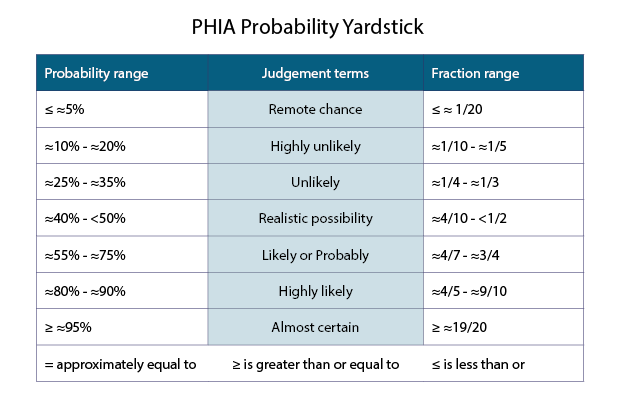 PHIA Probability Yardstick
Probability range Judgement terms Fraction range
≤ ≈5% Remote chance ≤ ≈ 1/20
≈10% - ≈20% Highly unlikely ≈1/10 - ≈1/5
≈25% - ≈35% Unlikely ≈1/4 - ≈1/3
≈40% - <50% Realistic possibility ≈4/10 - <1/2
≈55% - ≈75% Likely or Probably ≈4/7 - ≈3/4
≈80% - ≈90% Highly likely ≈4/5 - ≈9/10
≥ ≈95% Almost certain ≥ ≈19/20
= approximately equal to ≥ is greater than or equal to ≤ is less than or